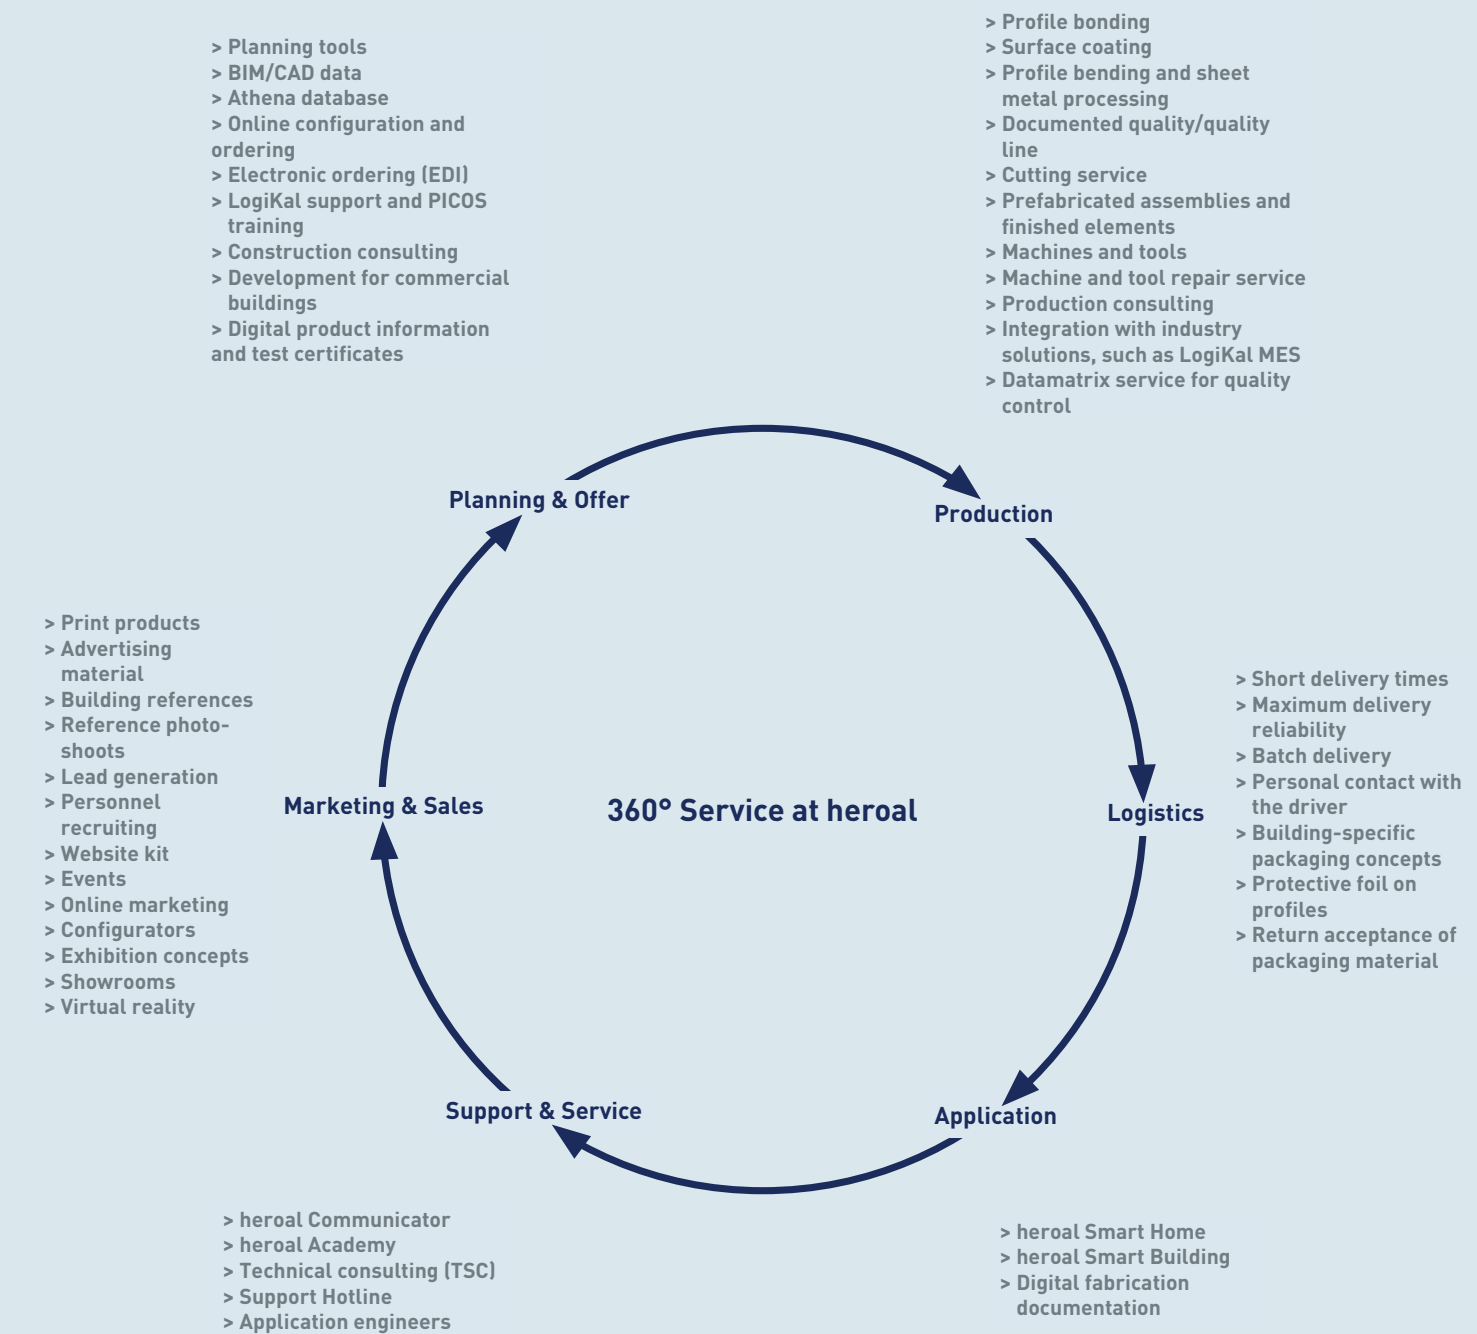 > Planning tools
> BIM/CAD data
> Athena database
> Online configuration and
ordering
> Electronic ordering (EDI)
> LogiKal support and PICOS
training
> Construction consulting
> Development for commercial
buildings
> Digital product information
and test certificates
> Profile bonding
> Surface coating
> Profile bending and sheet
metal processing
> Documented quality/quality
line
> Cutting service
> Prefabricated assemblies and
finished elements
> Machines and tools
> Machine and tool repair service
> Production consulting
> Integration with industry
solutions, such as LogiKal MES
> Datamatrix service for quality
control
Planning & Offer
Production
> Print products
> Advertising
material
> Building references
> Reference photo-
shoots
> Lead generation
> Personnel
recruiting
> Website kit
> Events
> Online marketing
> Configurators
> Exhibition concepts
> Showrooms
> Virtual reality
Marketing & Sales
360° Service at heroal
Logistics
> Short delivery times
> Maximum delivery
reliability
> Batch delivery
> Personal contact with
the driver
> Building-specific
packaging concepts
> Protective foil on
profiles
> Return acceptance of
packaging material
Support & Service
Application
> heroal Communicator
> heroal Academy
> Technical consulting (TSC)
> Support Hotline
> Application engineers
> heroal Smart Home
> heroal Smart Building
> Digital fabrication
documentation